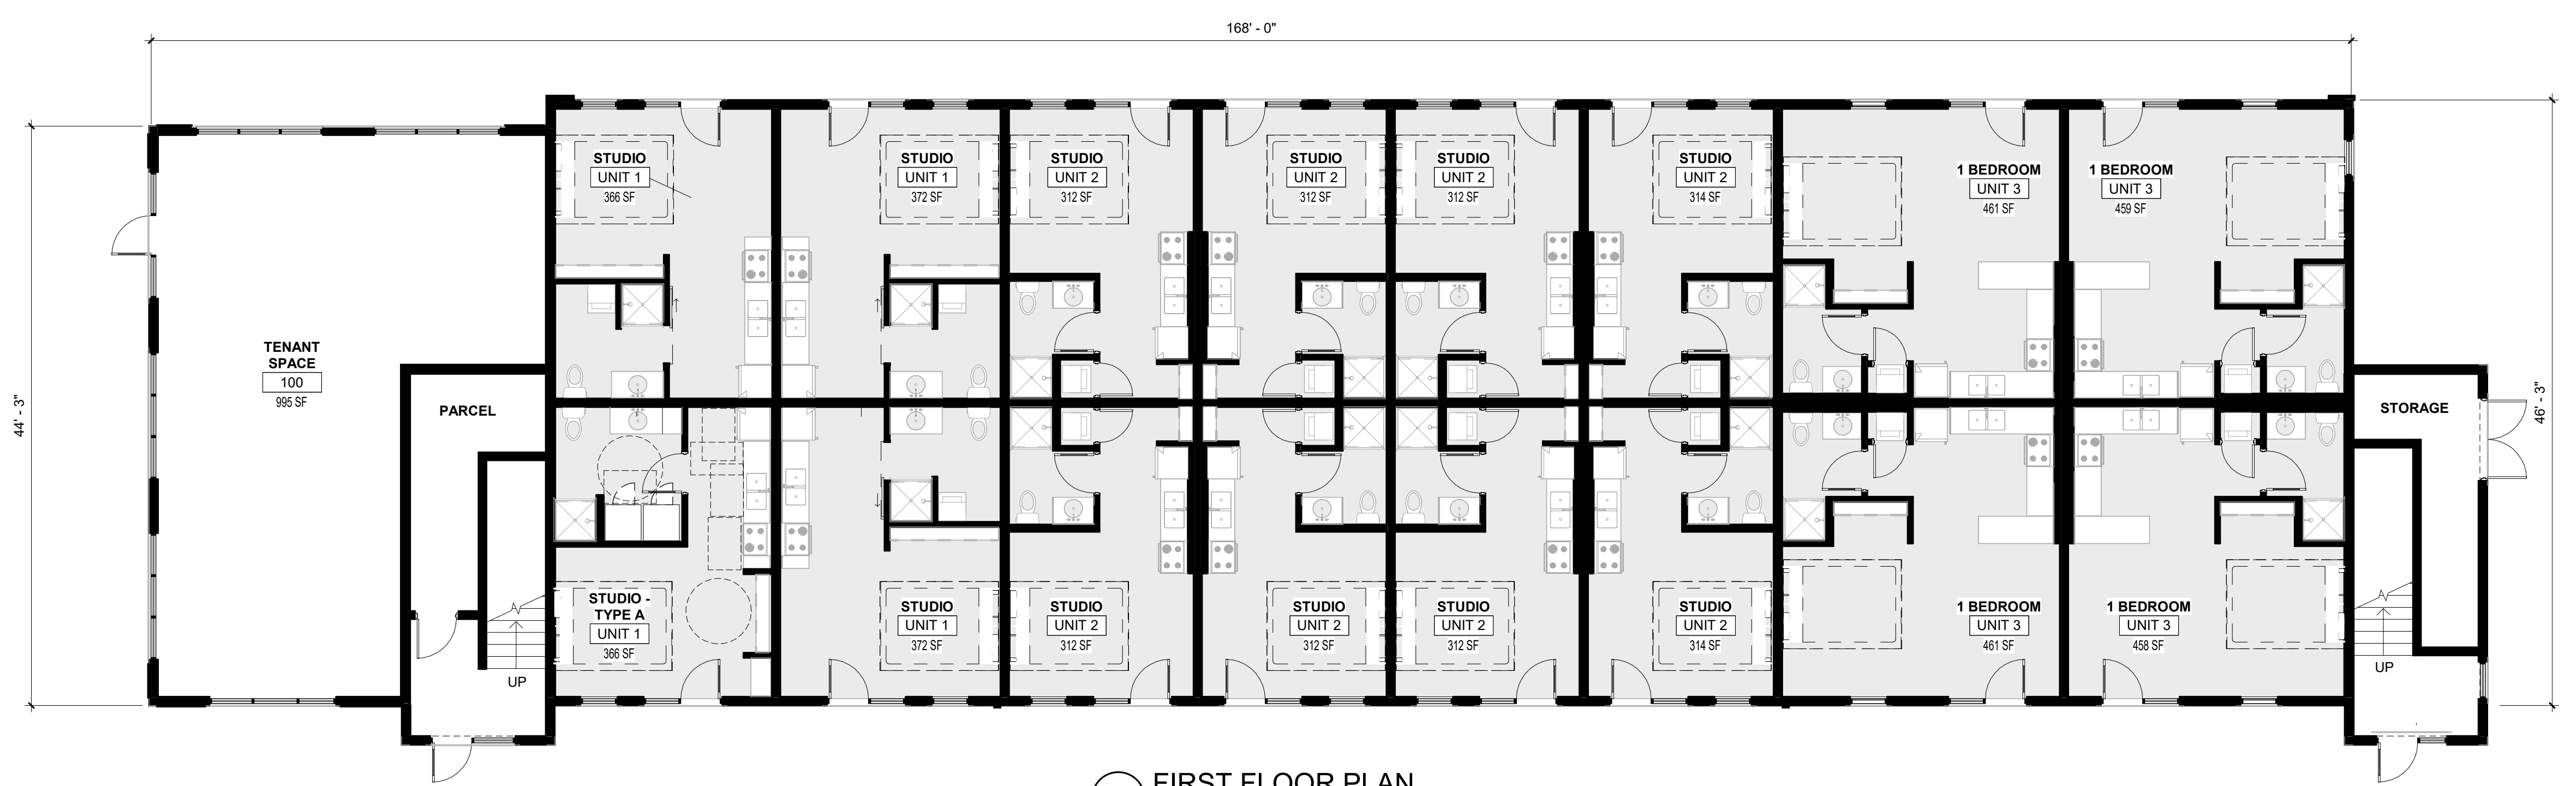 168' - 0"
44' - 3"
46' - 3"
STUDIO
UNIT 1
366 SF
STUDIO
UNIT 1
372 SF
STUDIO
UNIT 2
312 SF
STUDIO
UNIT 2
312 SF
STUDIO
UNIT 2
312 SF
STUDIO
UNIT 2
314 SF
1 BEDROOM
UNIT 3
461 SF
1 BEDROOM
UNIT 3
459 SF
TENANT
SPACE
100
995 SF
PARCEL
STORAGE
STUDIO -
TYPE A
UNIT 1
366 SF
STUDIO
UNIT 1
372 SF
STUDIO
UNIT 2
312 SF
STUDIO
UNIT 2
312 SF
STUDIO
UNIT 2
312 SF
STUDIO
UNIT 2
314 SF
1 BEDROOM
UNIT 3
461 SF
1 BEDROOM
UNIT 3
458 SF
UP
UP
FIRST FLOOR PLAN